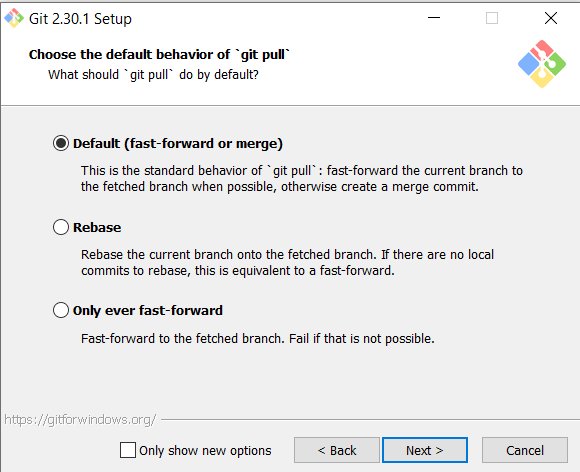 Git 2.30.1 Setup
Choose the default behavior of `git pull`
What should `git pull` do by default?
Default (fast-forward or merge)
This is the standard behavior of `git pull`: fast-forward the current branch to
the fetched branch when possible, otherwise create a merge commit.
Rebase
Rebase the current branch onto the fetched branch. If there are no local
commits to rebase, this is equivalent to a fast-forward.
Only ever fast-forward
Fast-forward to the fetched branch. Fail if that is not possible.
https://gitforwindows.org/
Only show new options
< Back
Next >
Cancel